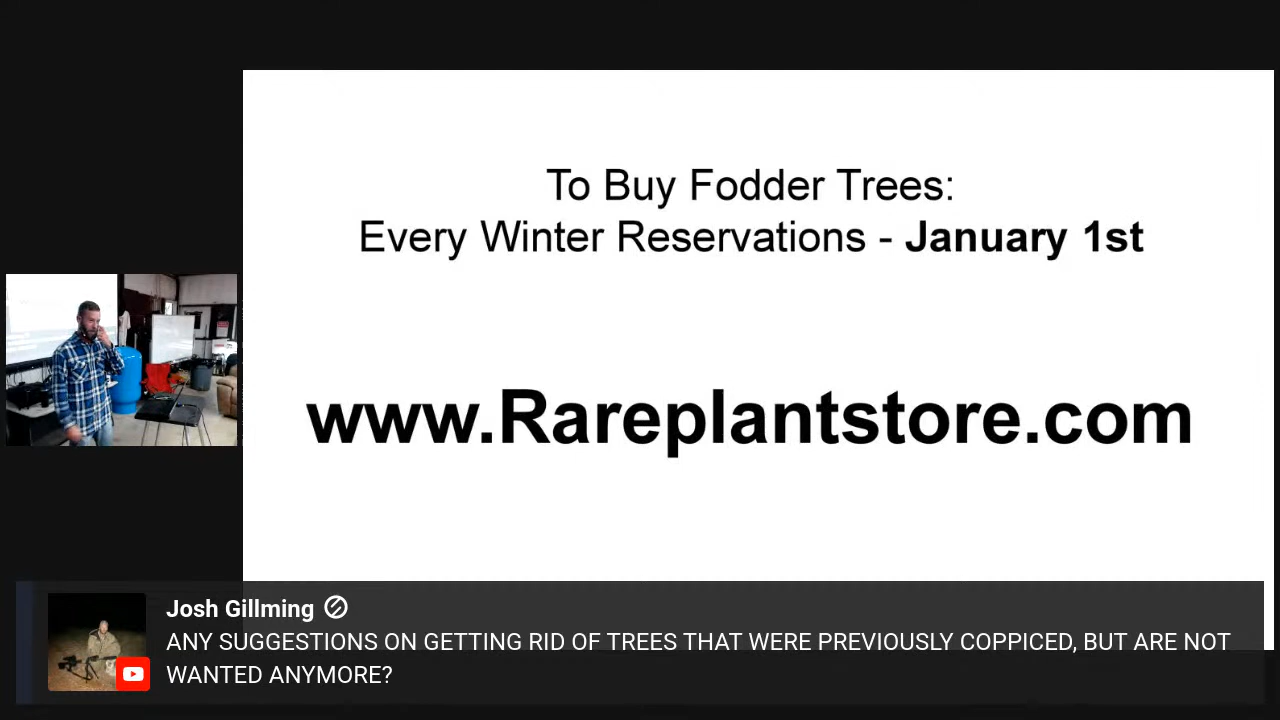 To Buy Fodder Trees:
Every Winter Reservations - January 1st
www.Rareplantstore.com
Josh Gillming
ANY SUGGESTIONS ON GETTING RID OF TREES THAT WERE PREVIOUSLY COPPICED, BUT ARE NOT
WANTED ANYMORE?